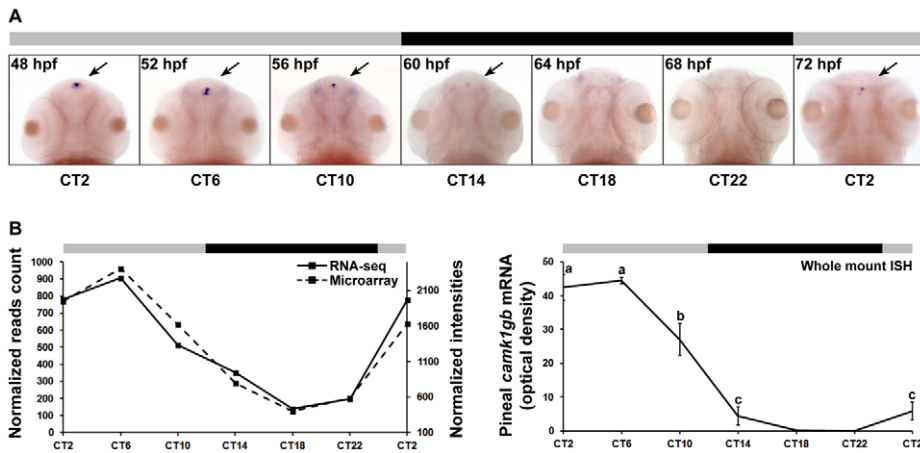 A
48 hpf
52 hpf
56 hpf
60 hpf
64 hpf
68 hpf
72 hpf
CT2
CT6
CT10
CT14
CT18
CT22
CT2
B
Normalized reads count
1000
900
800
700
600
500
400
300
200
100
0
RNA-seq
Microarray
2100
1600
1100
600
100
Normalized intensities
CT2
CT6
CT10
CT14
CT18
CT22
CT2
Pineal camk1gb mRNA
(optical density)
Whole mount ISH
50
40
30
20
10
0
a
a
b
c
c
CT2
CT6
CT10
CT14
CT18
CT22
CT2